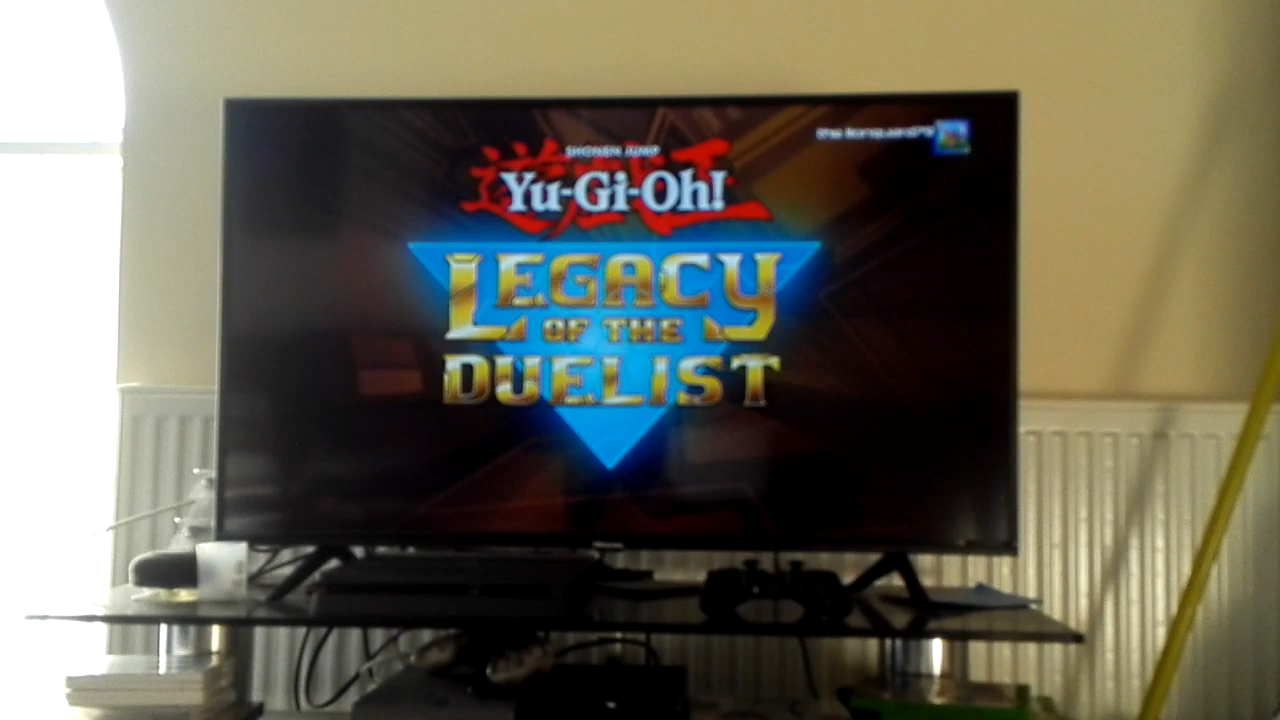 SHONEN JUMP
遊戯王
Yu-Gi-Oh!
LEGACY
OF THE
DUELIST